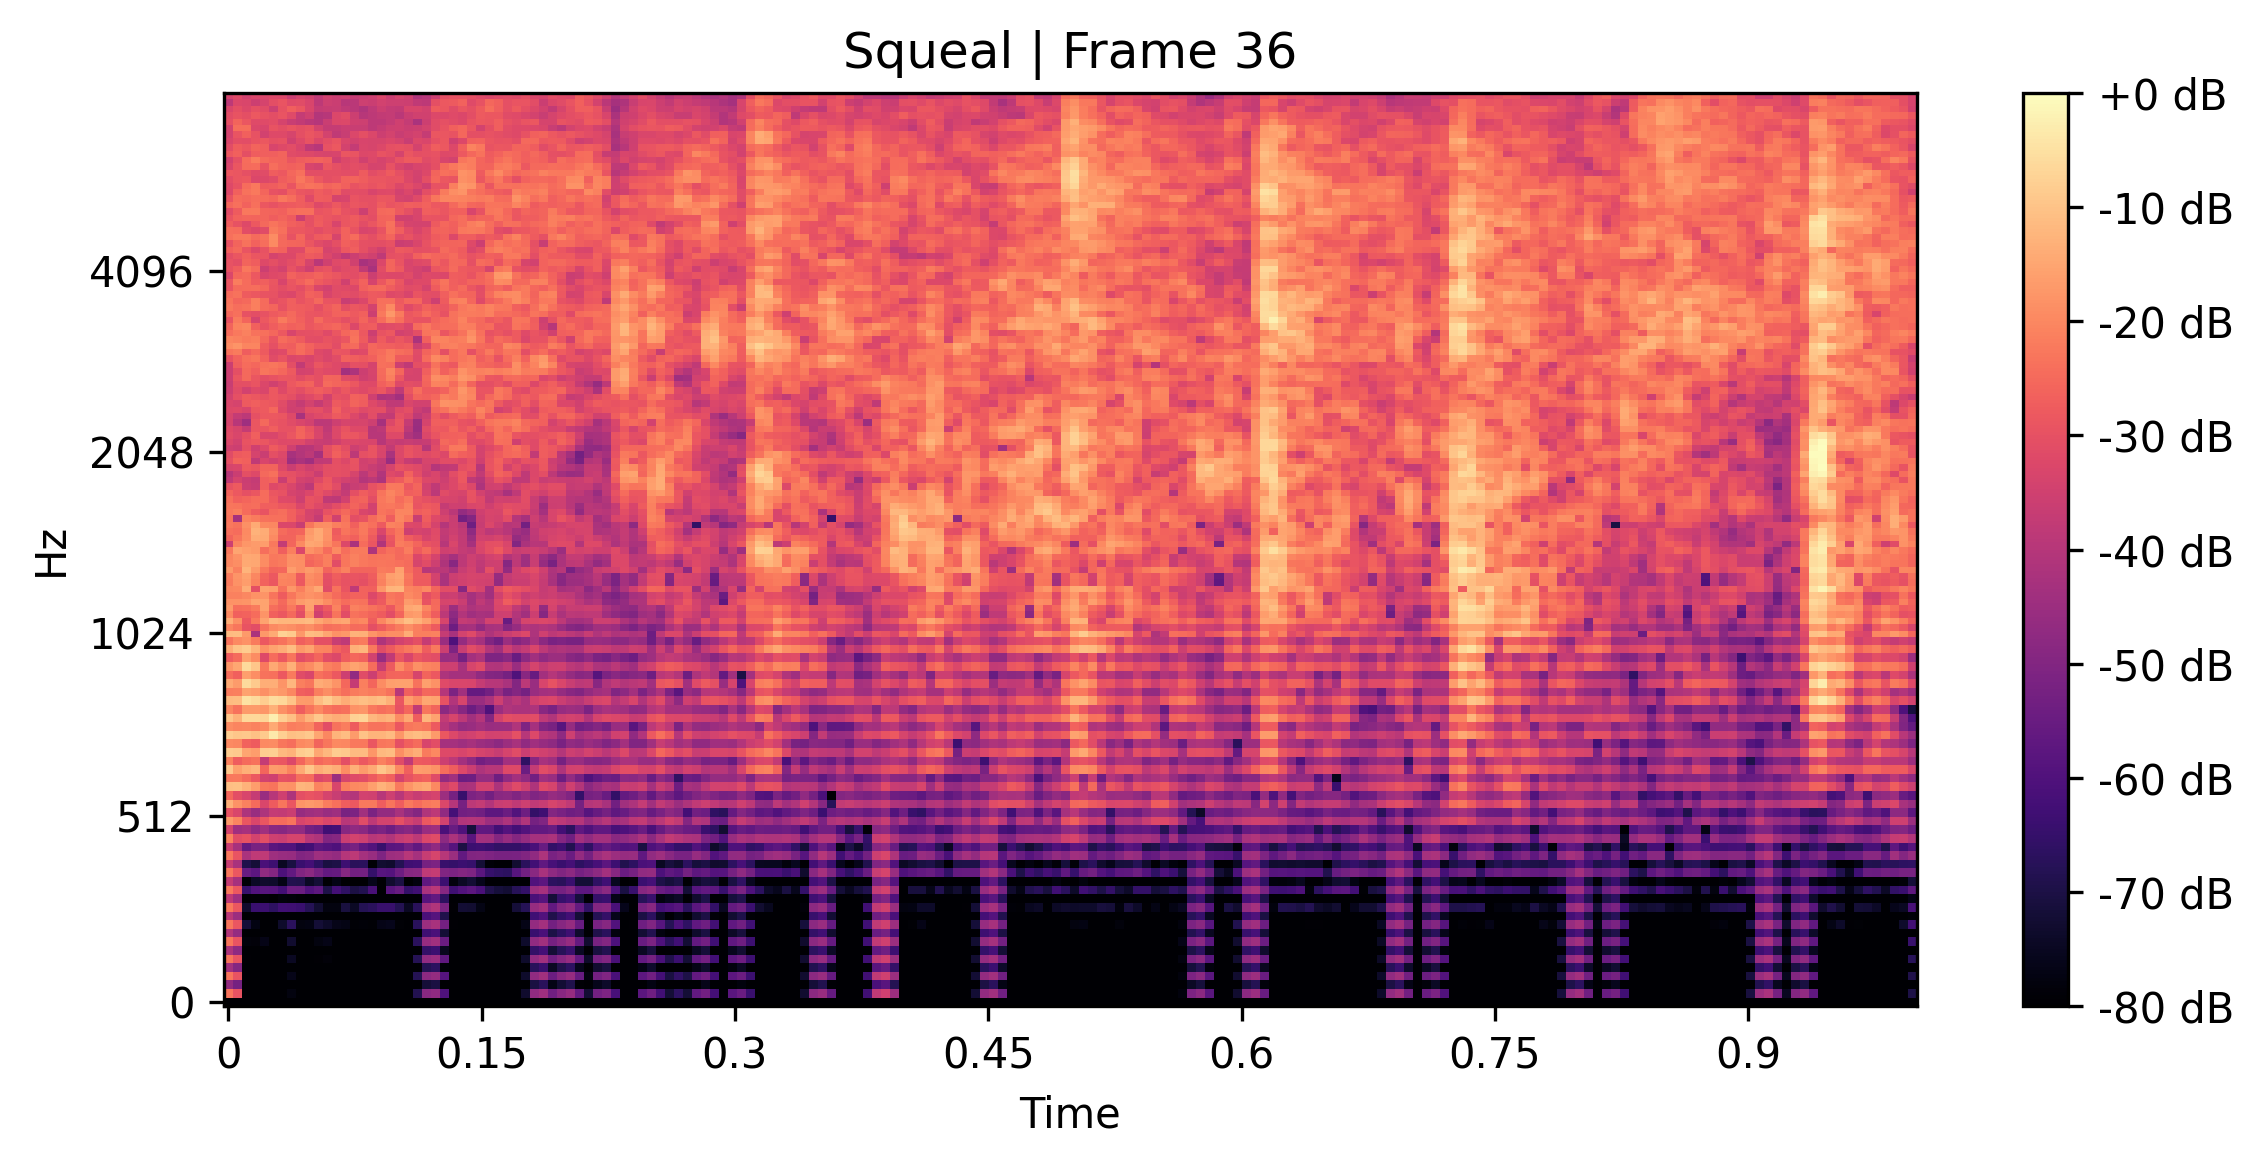 Squeal | Frame 36
Hz
4096
2048
1024
512
0
0 0.15 0.3 0.45 0.6 0.75 0.9
Time
+0 dB
-10 dB
-20 dB
-30 dB
-40 dB
-50 dB
-60 dB
-70 dB
-80 dB